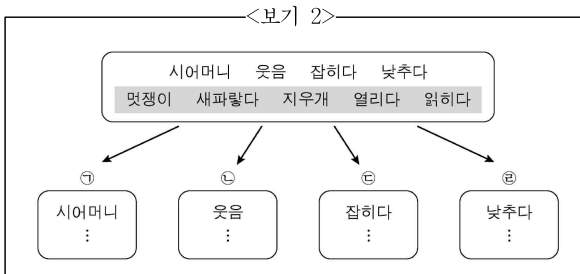 <보기 2>
시어머니 웃음 잡히다 낮추다
멋쟁이 새파랗다 지우개 열리다 읽히다
㉠ ㉡ ㉢ ㉣
시어머니 웃음 잡히다 낮추다
⋮ ⋮ ⋮ ⋮